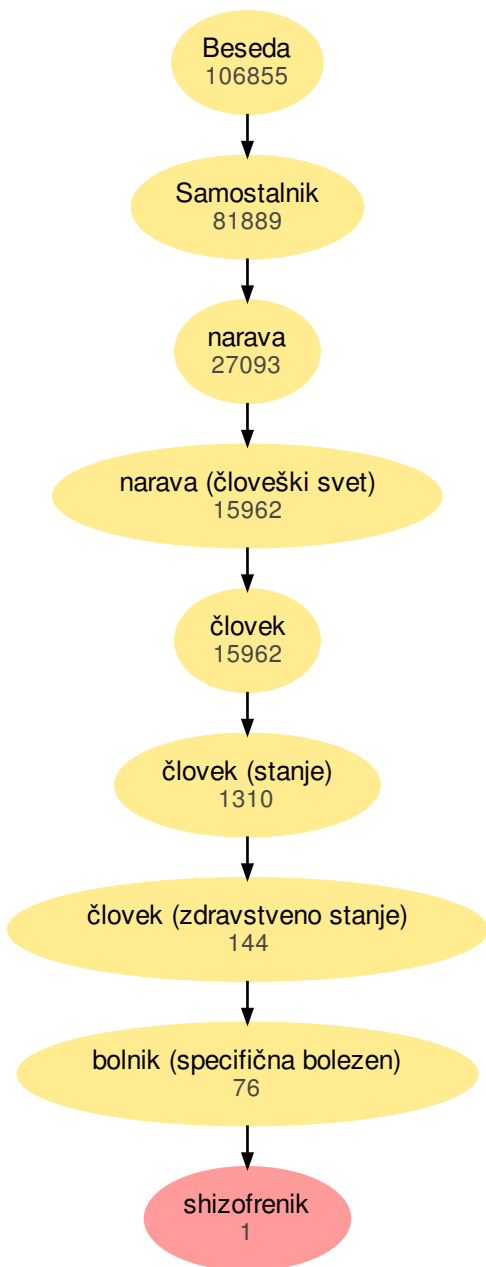 Beseda
106855
Samostalnik
81889
narava
27093
narava (človeški svet)
15962
človek
15962
človek (stanje)
1310
človek (zdravstveno stanje)
144
bolnik (specifična bolezen)
76
shizofrenik
1